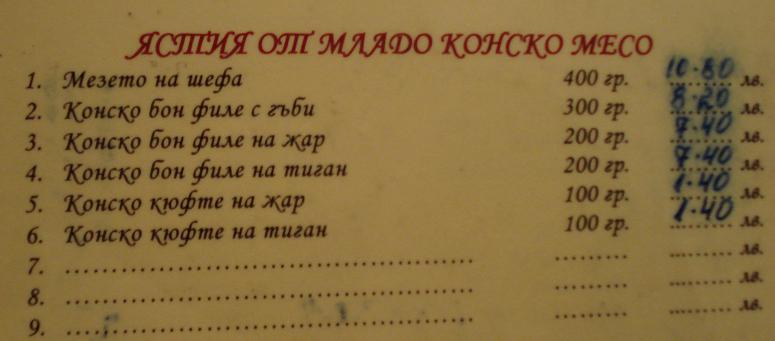 ЯСТИЯ ОТ МЛАДО КОНСКО МЕСО
1. Мезето на шефа 400 гр. 10.80 лв.
2. Конско бон филе с гъби 300 гр. 8.20 лв.
3. Конско бон филе на жар 200 гр. 7.40 лв.
4. Конско бон филе на тиган 200 гр. 7.40 лв.
5. Конско кюфте на жар 100 гр. 1.40 лв.
6. Конско кюфте на тиган 100 гр. 1.40 лв.
7. ........................................ ......... ......... лв.
8. ........................................ ......... ......... лв.
9. ........................................ ......... ......... лв.